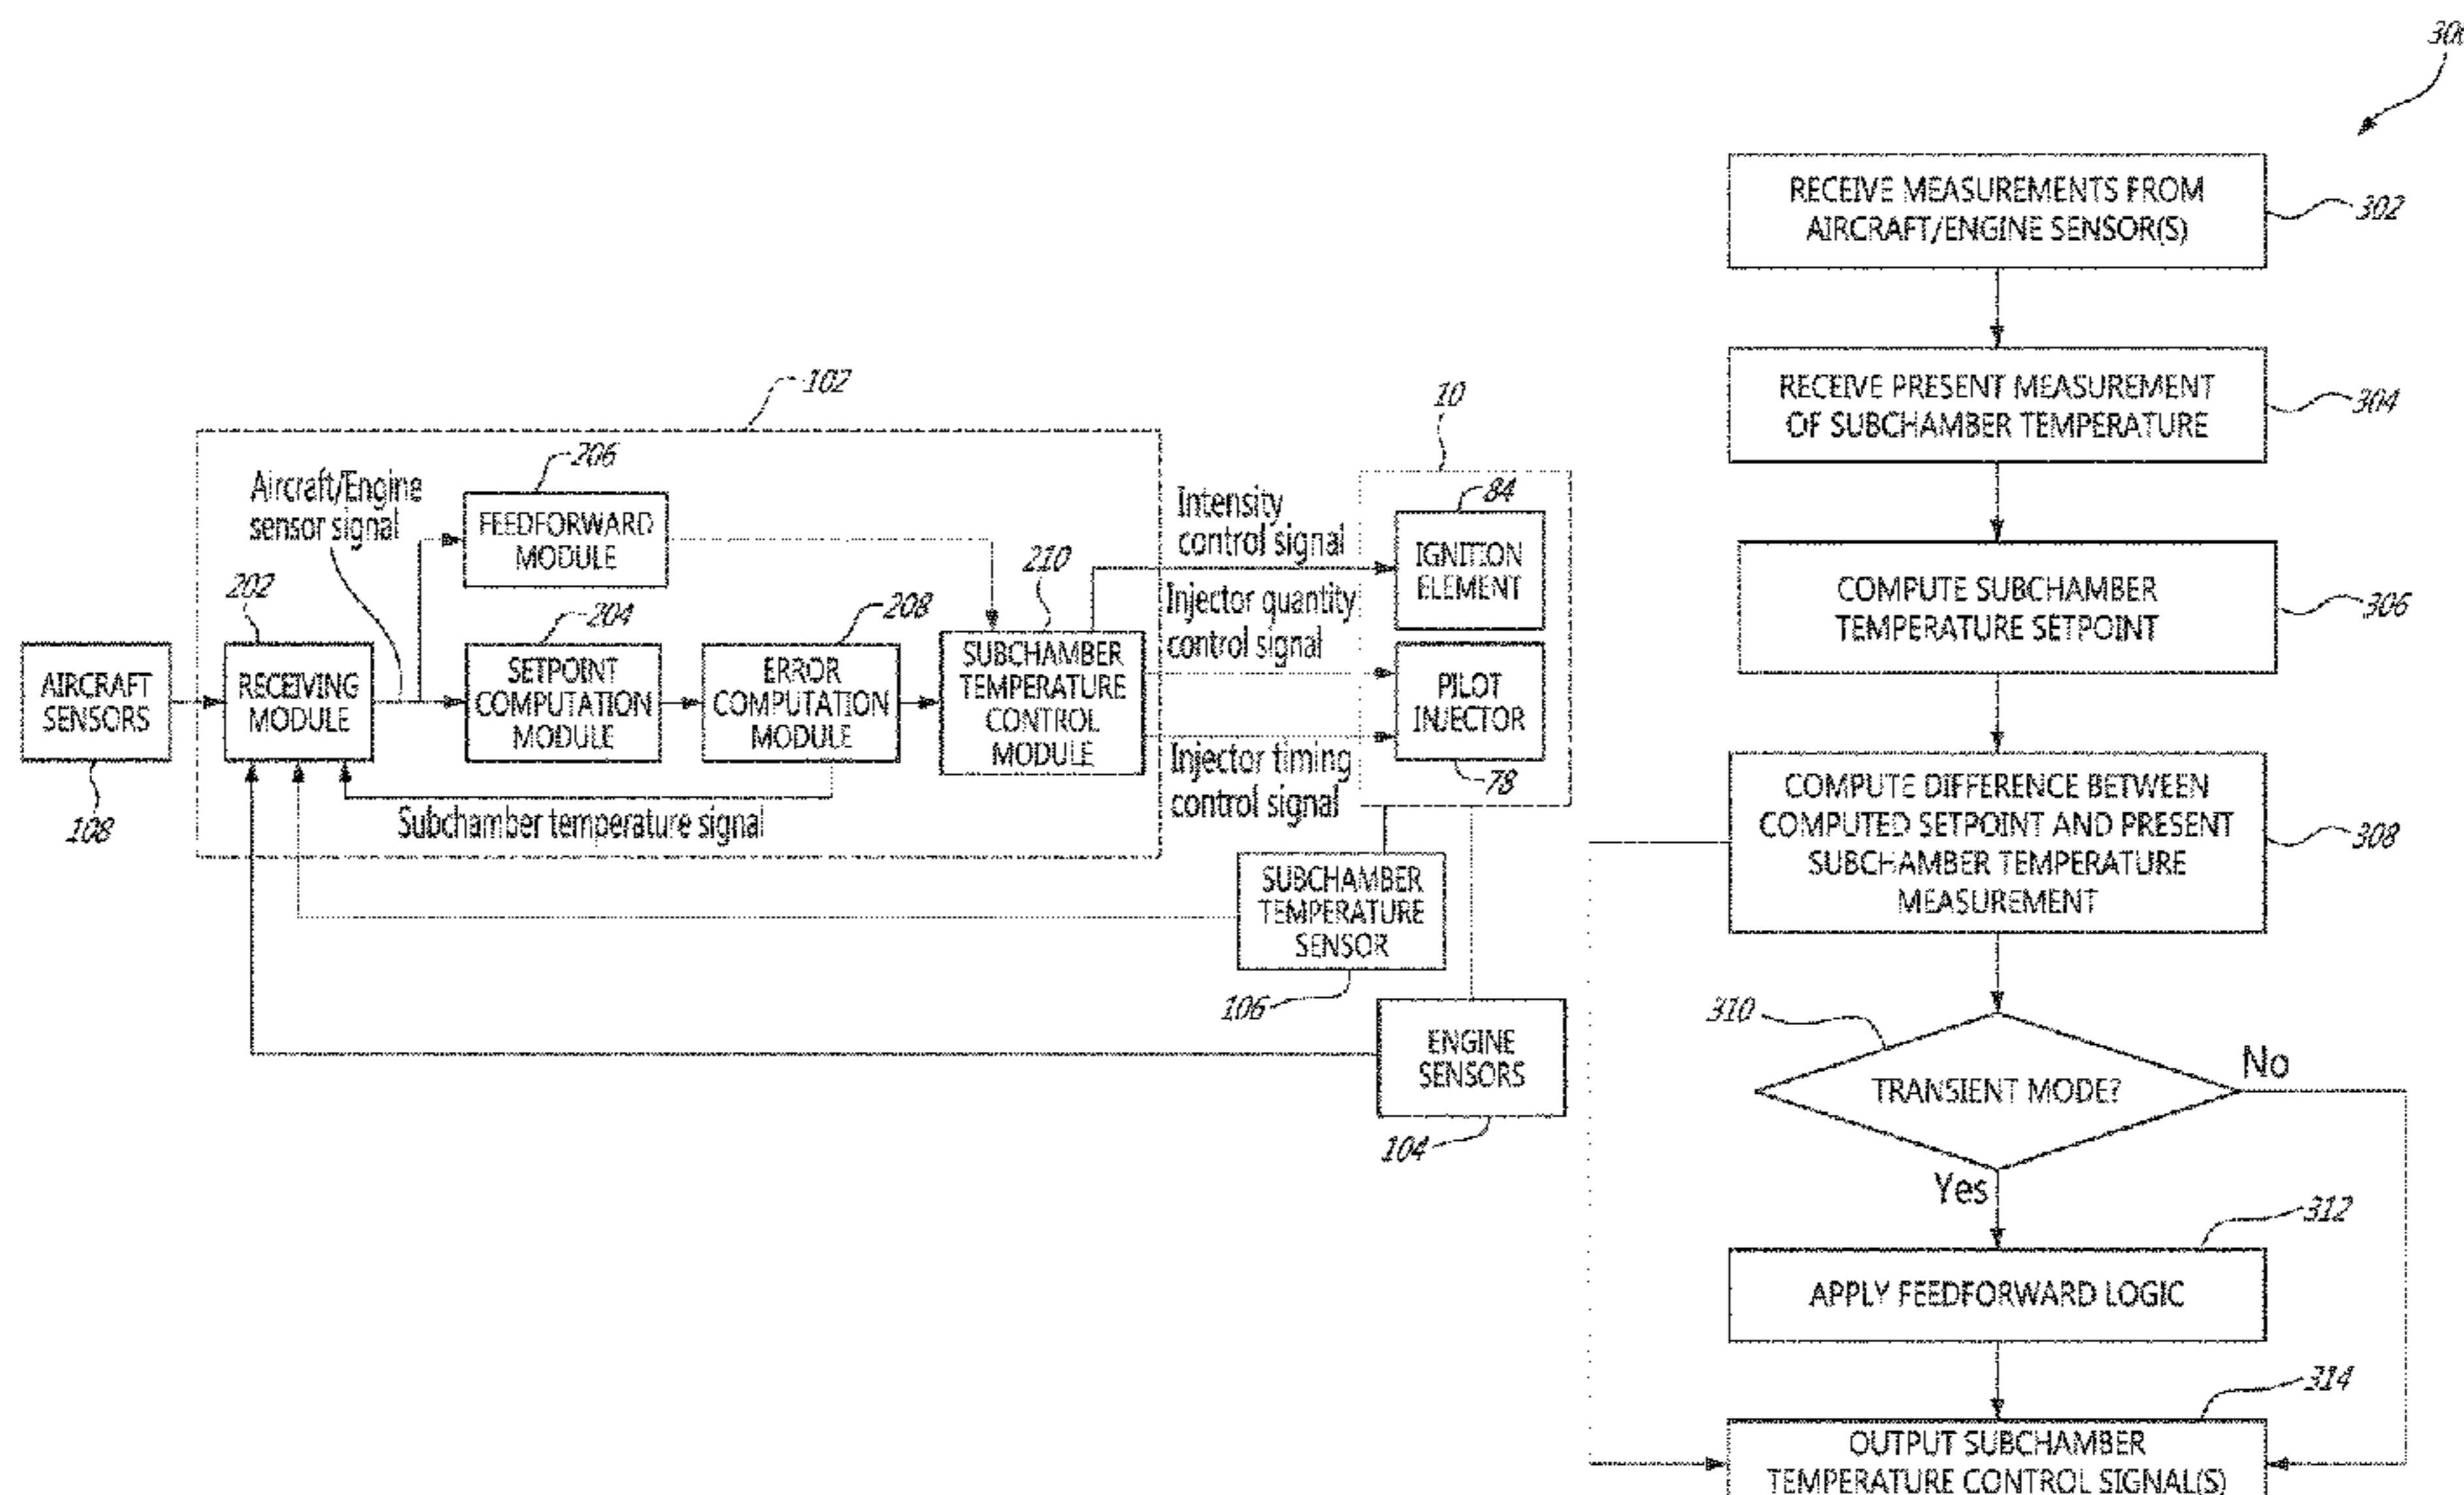 102
206
Aircraft/Engine
sensor signal
FEEDFORWARD
MODULE
202
204
208
210
AIRCRAFT
SENSORS
108
RECEIVING
MODULE
SETPOINT
COMPUTATION
MODULE
ERROR
COMPUTATION
MODULE
SUBCHAMBER
TEMPERATURE
CONTROL
MODULE
Subchamber temperature signal
Intensity
control signal
Injector quantity
control signal
Injector timing
control signal
10
84
IGNITION
ELEMENT
PILOT
INJECTOR
78
SUBCHAMBER
TEMPERATURE
SENSOR
106
ENGINE
SENSORS
104
RECEIVE MEASUREMENTS FROM
AIRCRAFT/ENGINE SENSOR(S)
302
RECEIVE PRESENT MEASUREMENT
OF SUBCHAMBER TEMPERATURE
304
COMPUTE SUBCHAMBER
TEMPERATURE SETPOINT
306
COMPUTE DIFFERENCE BETWEEN
COMPUTED SETPOINT AND PRESENT
SUBCHAMBER TEMPERATURE
MEASUREMENT
308
310
TRANSIENT MODE?
No
Yes
312
APPLY FEEDFORWARD LOGIC
314
OUTPUT SUBCHAMBER
TEMPERATURE CONTROL SIGNAL(S)